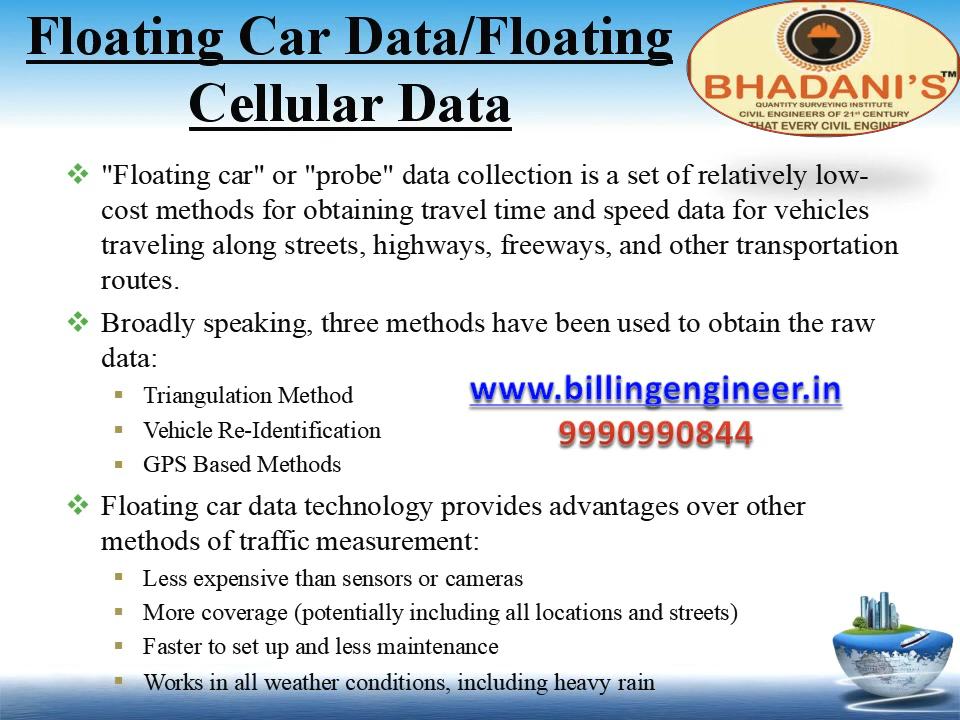 Floating Car Data/Floating
Cellular Data
BHADANI'S™
QUANTITY SURVEYING INSTITUTE
CIVIL ENGINEERS OF 21ST CENTURY
THAT EVERY CIVIL ENGINE
"Floating car" or "probe" data collection is a set of relatively low-
cost methods for obtaining travel time and speed data for vehicles
traveling along streets, highways, freeways, and other transportation
routes.
Broadly speaking, three methods have been used to obtain the raw
data:
Triangulation Method
Vehicle Re-Identification
GPS Based Methods
www.billingengineer.in
9990990844
Floating car data technology provides advantages over other
methods of traffic measurement:
Less expensive than sensors or cameras
More coverage (potentially including all locations and streets)
Faster to set up and less maintenance
Works in all weather conditions, including heavy rain